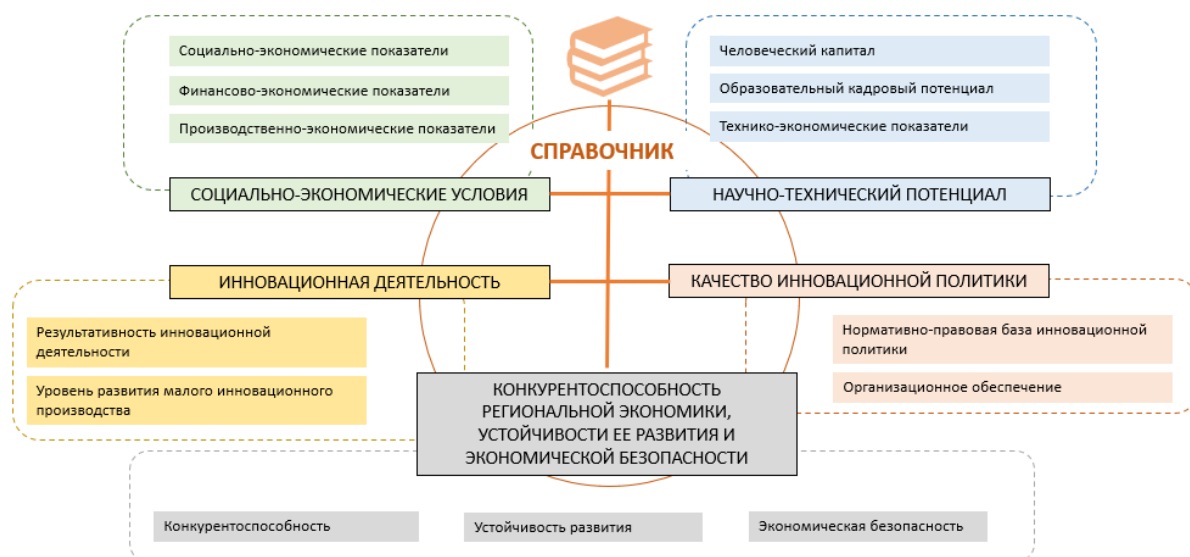 Социально-экономические показатели
Финансово-экономические показатели
Производственно-экономические показатели
СОЦИАЛЬНО-ЭКОНОМИЧЕСКИЕ УСЛОВИЯ
СПРАВОЧНИК
Человеческий капитал
Образовательный кадровый потенциал
Технико-экономические показатели
НАУЧНО-ТЕХНИЧЕСКИЙ ПОТЕНЦИАЛ
ИННОВАЦИОННАЯ ДЕЯТЕЛЬНОСТЬ
Результативность инновационной
деятельности
Уровень развития малого инновационного
производства
КАЧЕСТВО ИННОВАЦИОННОЙ ПОЛИТИКИ
Нормативно-правовая база инновационной
политики
Организационное обеспечение
КОНКУРЕНТОСПОСОБНОСТЬ
РЕГИОНАЛЬНОЙ ЭКОНОМИКИ,
УСТОЙЧИВОСТИ ЕЕ РАЗВИТИЯ И
ЭКОНОМИЧЕСКОЙ БЕЗОПАСНОСТИ
Конкурентоспособность
Устойчивость развития
Экономическая безопасность